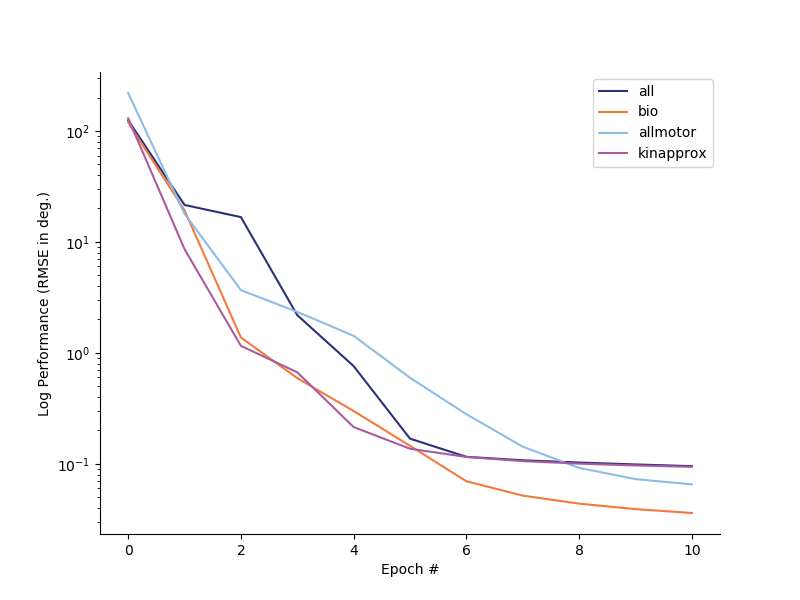 all
bio
allmotor
kinapprox
Log Performance (RMSE in deg.)
10²
10¹
10⁰
10⁻¹
0 2 4 6 8 10
Epoch #